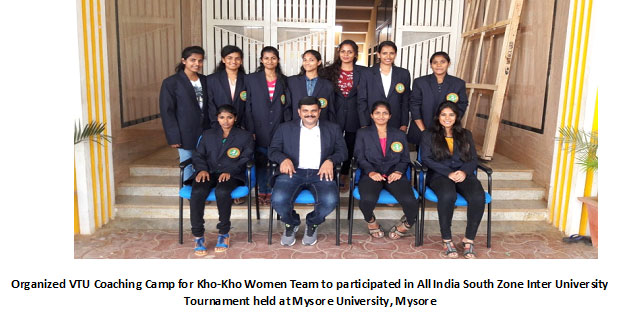 Organized VTU Coaching Camp for Kho-Kho Women Team to participated in All India South Zone Inter University
Tournament held at Mysore University, Mysore